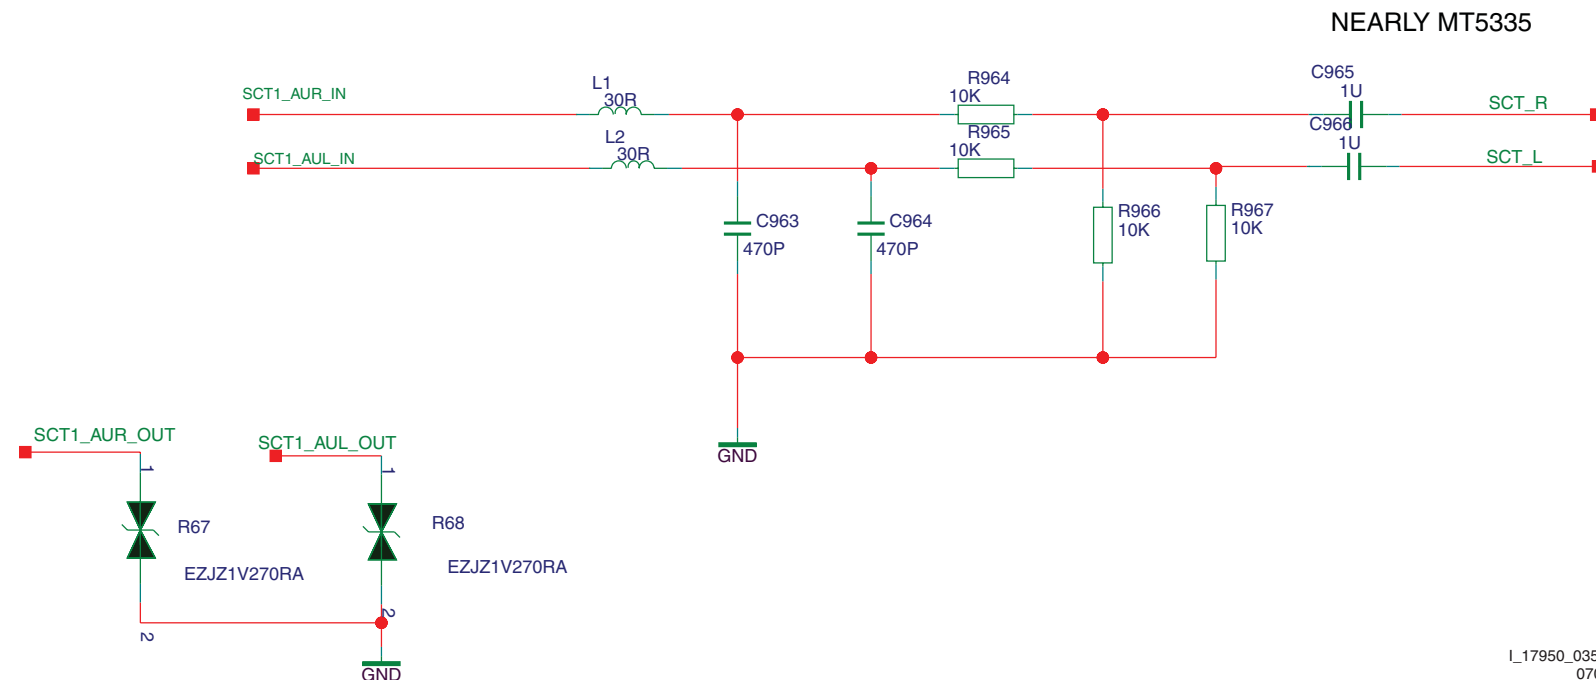 NEARLY MT5335
SCT1_AUR_IN
L1
30R
R964
10K
C965
1U
SCT_R
SCT1_AUL_IN
L2
30R
R965
10K
C966
1U
SCT_L
C963
470P
C964
470P
R966
10K
R967
10K
GND
SCT1_AUR_OUT
1
R67
EZJZ1V270RA
2
SCT1_AUL_OUT
1
R68
EZJZ1V270RA
2
GND
I_17950_035
070